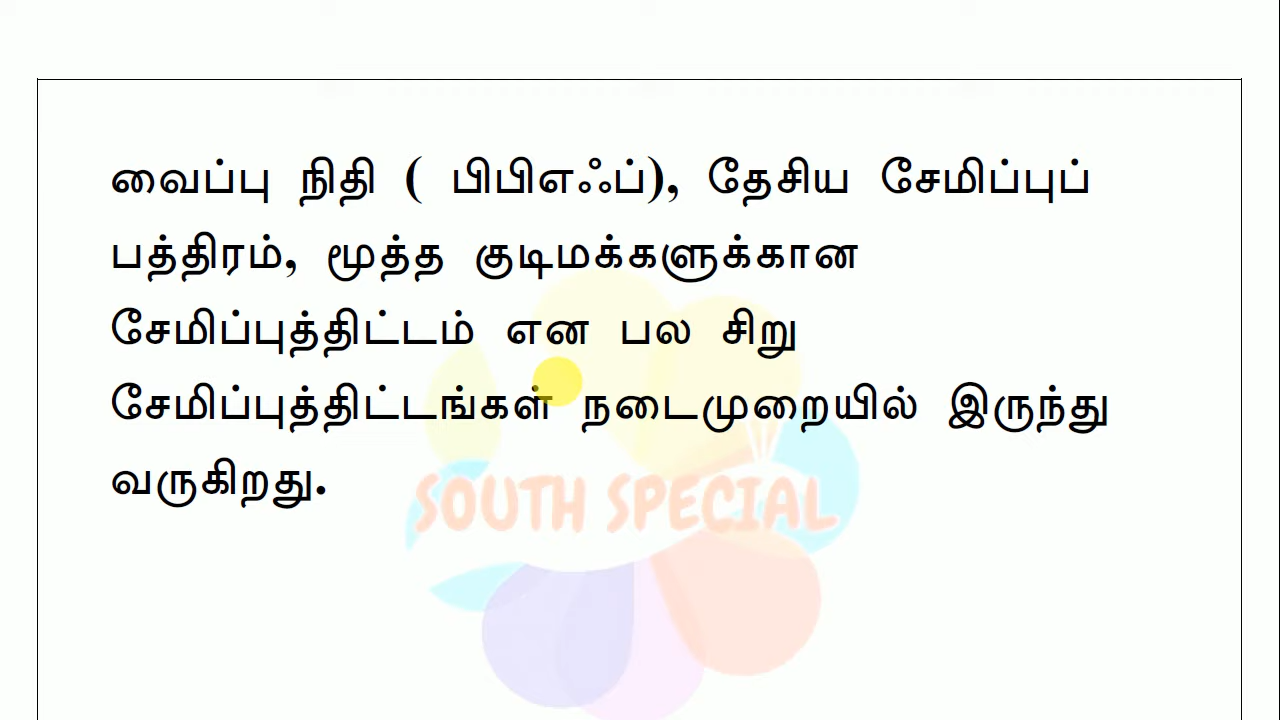 வைப்பு நிதி ( பிபிஎஃப்), தேசிய சேமிப்புப்
பத்திரம், மூத்த குடிமக்களுக்கான
சேமிப்புத்திட்டம் என பல சிறு
சேமிப்புத்திட்டங்கள் நடைமுறையில் இருந்து
வருகிறது.
SOUTH SPECIAL